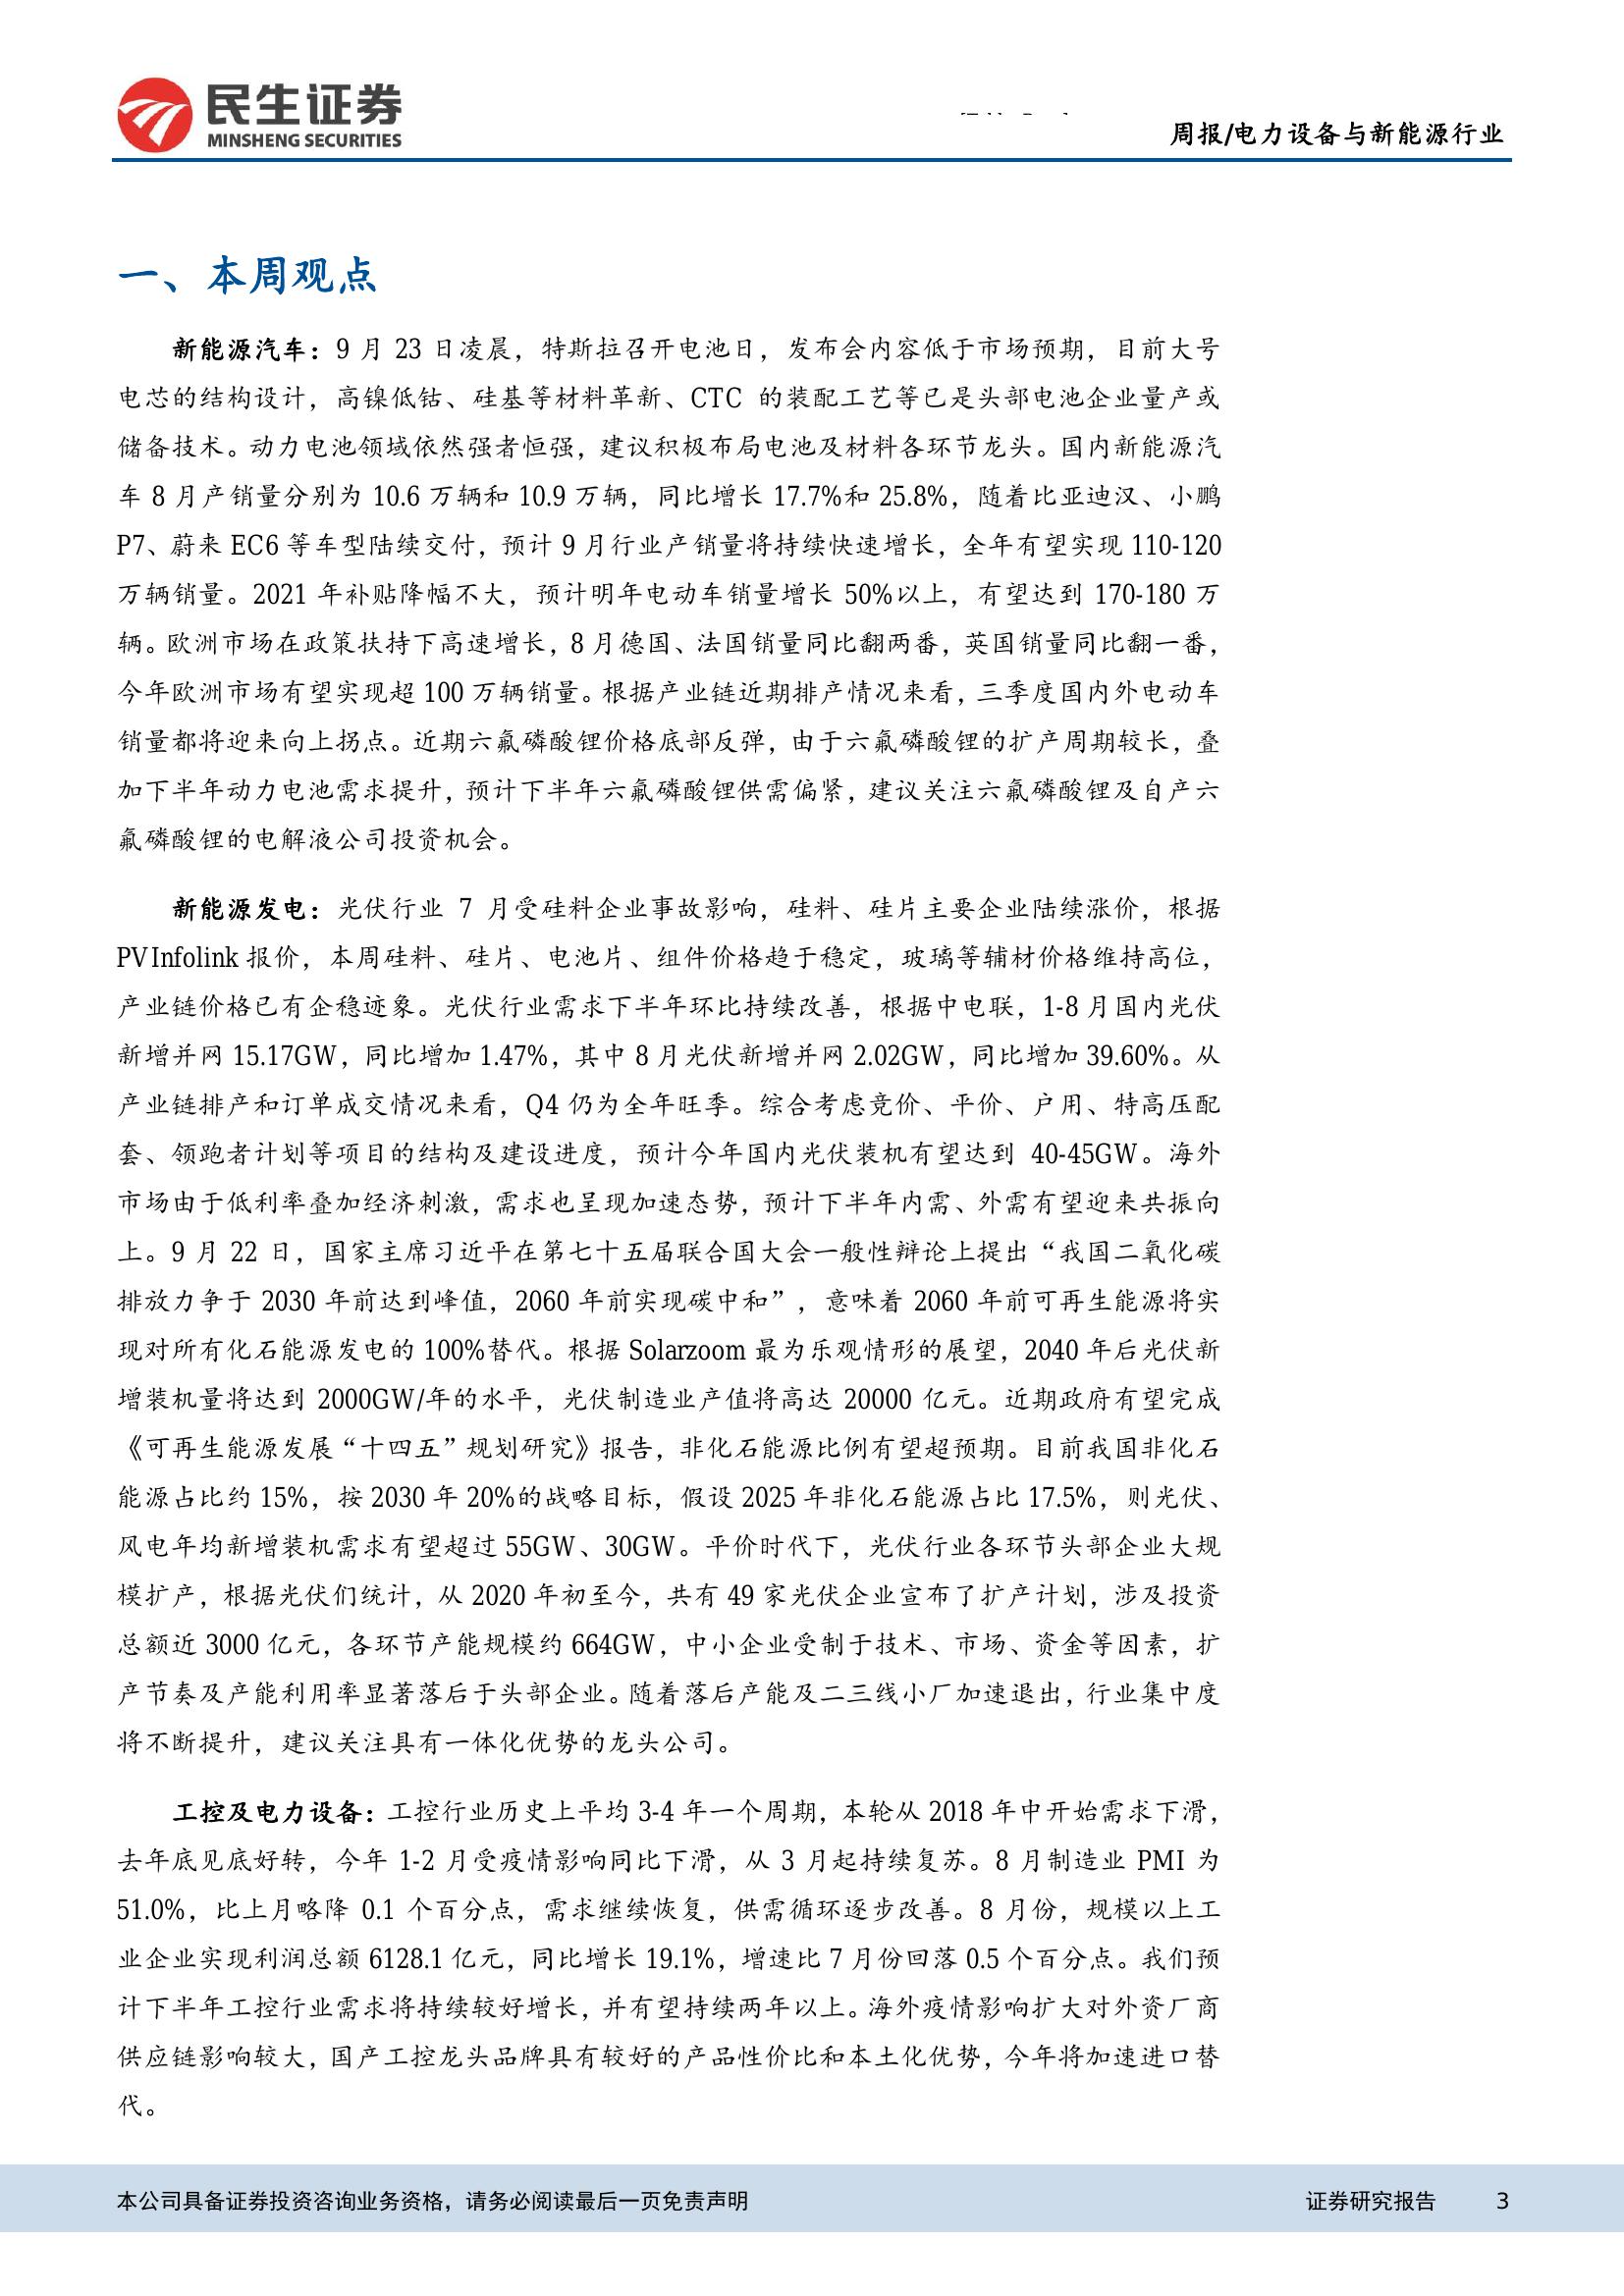 民生证券
MINSHENG SECURITIES
周报/电力设备与新能源行业
一、本周观点
新能源汽车：9 月 23 日凌晨，特斯拉召开电池日，发布会内容低于市场预期，目前大号
电芯的结构设计，高镍低钴、硅基等材料革新、CTC 的装配工艺等已是头部电池企业量产或
储备技术。动力电池领域依然强者恒强，建议积极布局电池及材料各环节龙头。国内新能源汽
车 8 月产销量分别为 10.6 万辆和 10.9 万辆，同比增长 17.7%和 25.8%，随着比亚迪汉、小鹏
P7、蔚来 EC6 等车型陆续交付，预计 9 月行业产销量将持续快速增长，全年有望实现 110-120
万辆销量。2021 年补贴降幅不大，预计明年电动车销量增长 50%以上，有望达到 170-180 万
辆。欧洲市场在政策扶持下高速增长，8 月德国、法国销量同比翻两番，英国销量同比翻一番，
今年欧洲市场有望实现超 100 万辆销量。根据产业链近期排产情况来看，三季度国内外电动车
销量都将迎来向上拐点。近期六氟磷酸锂价格底部反弹，由于六氟磷酸锂的扩产周期较长，叠
加下半年动力电池需求提升，预计下半年六氟磷酸锂供需偏紧，建议关注六氟磷酸锂及自产六
氟磷酸锂的电解液公司投资机会。
新能源发电：光伏行业 7 月受硅料企业事故影响，硅料、硅片主要企业陆续涨价，根据
PVInfolink 报价，本周硅料、硅片、电池片、组件价格趋于稳定，玻璃等辅材价格维持高位，
产业链价格已有企稳迹象。光伏行业需求下半年环比持续改善，根据中电联，1-8 月国内光伏
新增并网 15.17GW，同比增加 1.47%，其中 8 月光伏新增并网 2.02GW，同比增加 39.60%。从
产业链排产和订单成交情况来看，Q4 仍为全年旺季。综合考虑竞价、平价、户用、特高压配
套、领跑者计划等项目的结构及建设进度，预计今年国内光伏装机有望达到 40-45GW。海外
市场由于低利率叠加经济刺激，需求也呈现加速态势，预计下半年内需、外需有望迎来共振向
上。9 月 22 日，国家主席习近平在第七十五届联合国大会一般性辩论上提出“我国二氧化碳
排放力争于 2030 年前达到峰值，2060 年前实现碳中和”，意味着 2060 年前可再生能源将实
现对所有化石能源发电的 100%替代。根据 Solarzoom 最为乐观情形的展望，2040 年后光伏新
增装机量将达到 2000GW/年的水平，光伏制造业产值将高达 20000 亿元。近期政府有望完成
《可再生能源发展“十四五”规划研究》报告，非化石能源比例有望超预期。目前我国非化石
能源占比约 15%，按 2030 年 20%的战略目标，假设 2025 年非化石能源占比 17.5%，则光伏、
风电年均新增装机需求有望超过 55GW、30GW。平价时代下，光伏行业各环节头部企业大规
模扩产，根据光伏们统计，从 2020 年初至今，共有 49 家光伏企业宣布了扩产计划，涉及投资
总额近 3000 亿元，各环节产能规模约 664GW，中小企业受制于技术、市场、资金等因素，扩
产节奏及产能利用率显著落后于头部企业。随着落后产能及二三线小厂加速退出，行业集中度
将不断提升，建议关注具有一体化优势的龙头公司。
工控及电力设备：工控行业历史上平均 3-4 年一个周期，本轮从 2018 年中开始需求下滑，
去年底见底好转，今年 1-2 月受疫情影响同比下滑，从 3 月起持续复苏。8 月制造业 PMI 为
51.0%，比上月略降 0.1 个百分点，需求继续恢复，供需循环逐步改善。8 月份，规模以上工
业企业实现利润总额 6128.1 亿元，同比增长 19.1%，增速比 7 月份回落 0.5 个百分点。我们预
计下半年工控行业需求将持续较好增长，并有望持续两年以上。海外疫情影响扩大对外资厂商
供应链影响较大，国产工控龙头品牌具有较好的产品性价比和本土化优势，今年将加速进口替
代。
本公司具备证券投资咨询业务资格，请务必阅读最后一页免责声明
证券研究报告 3